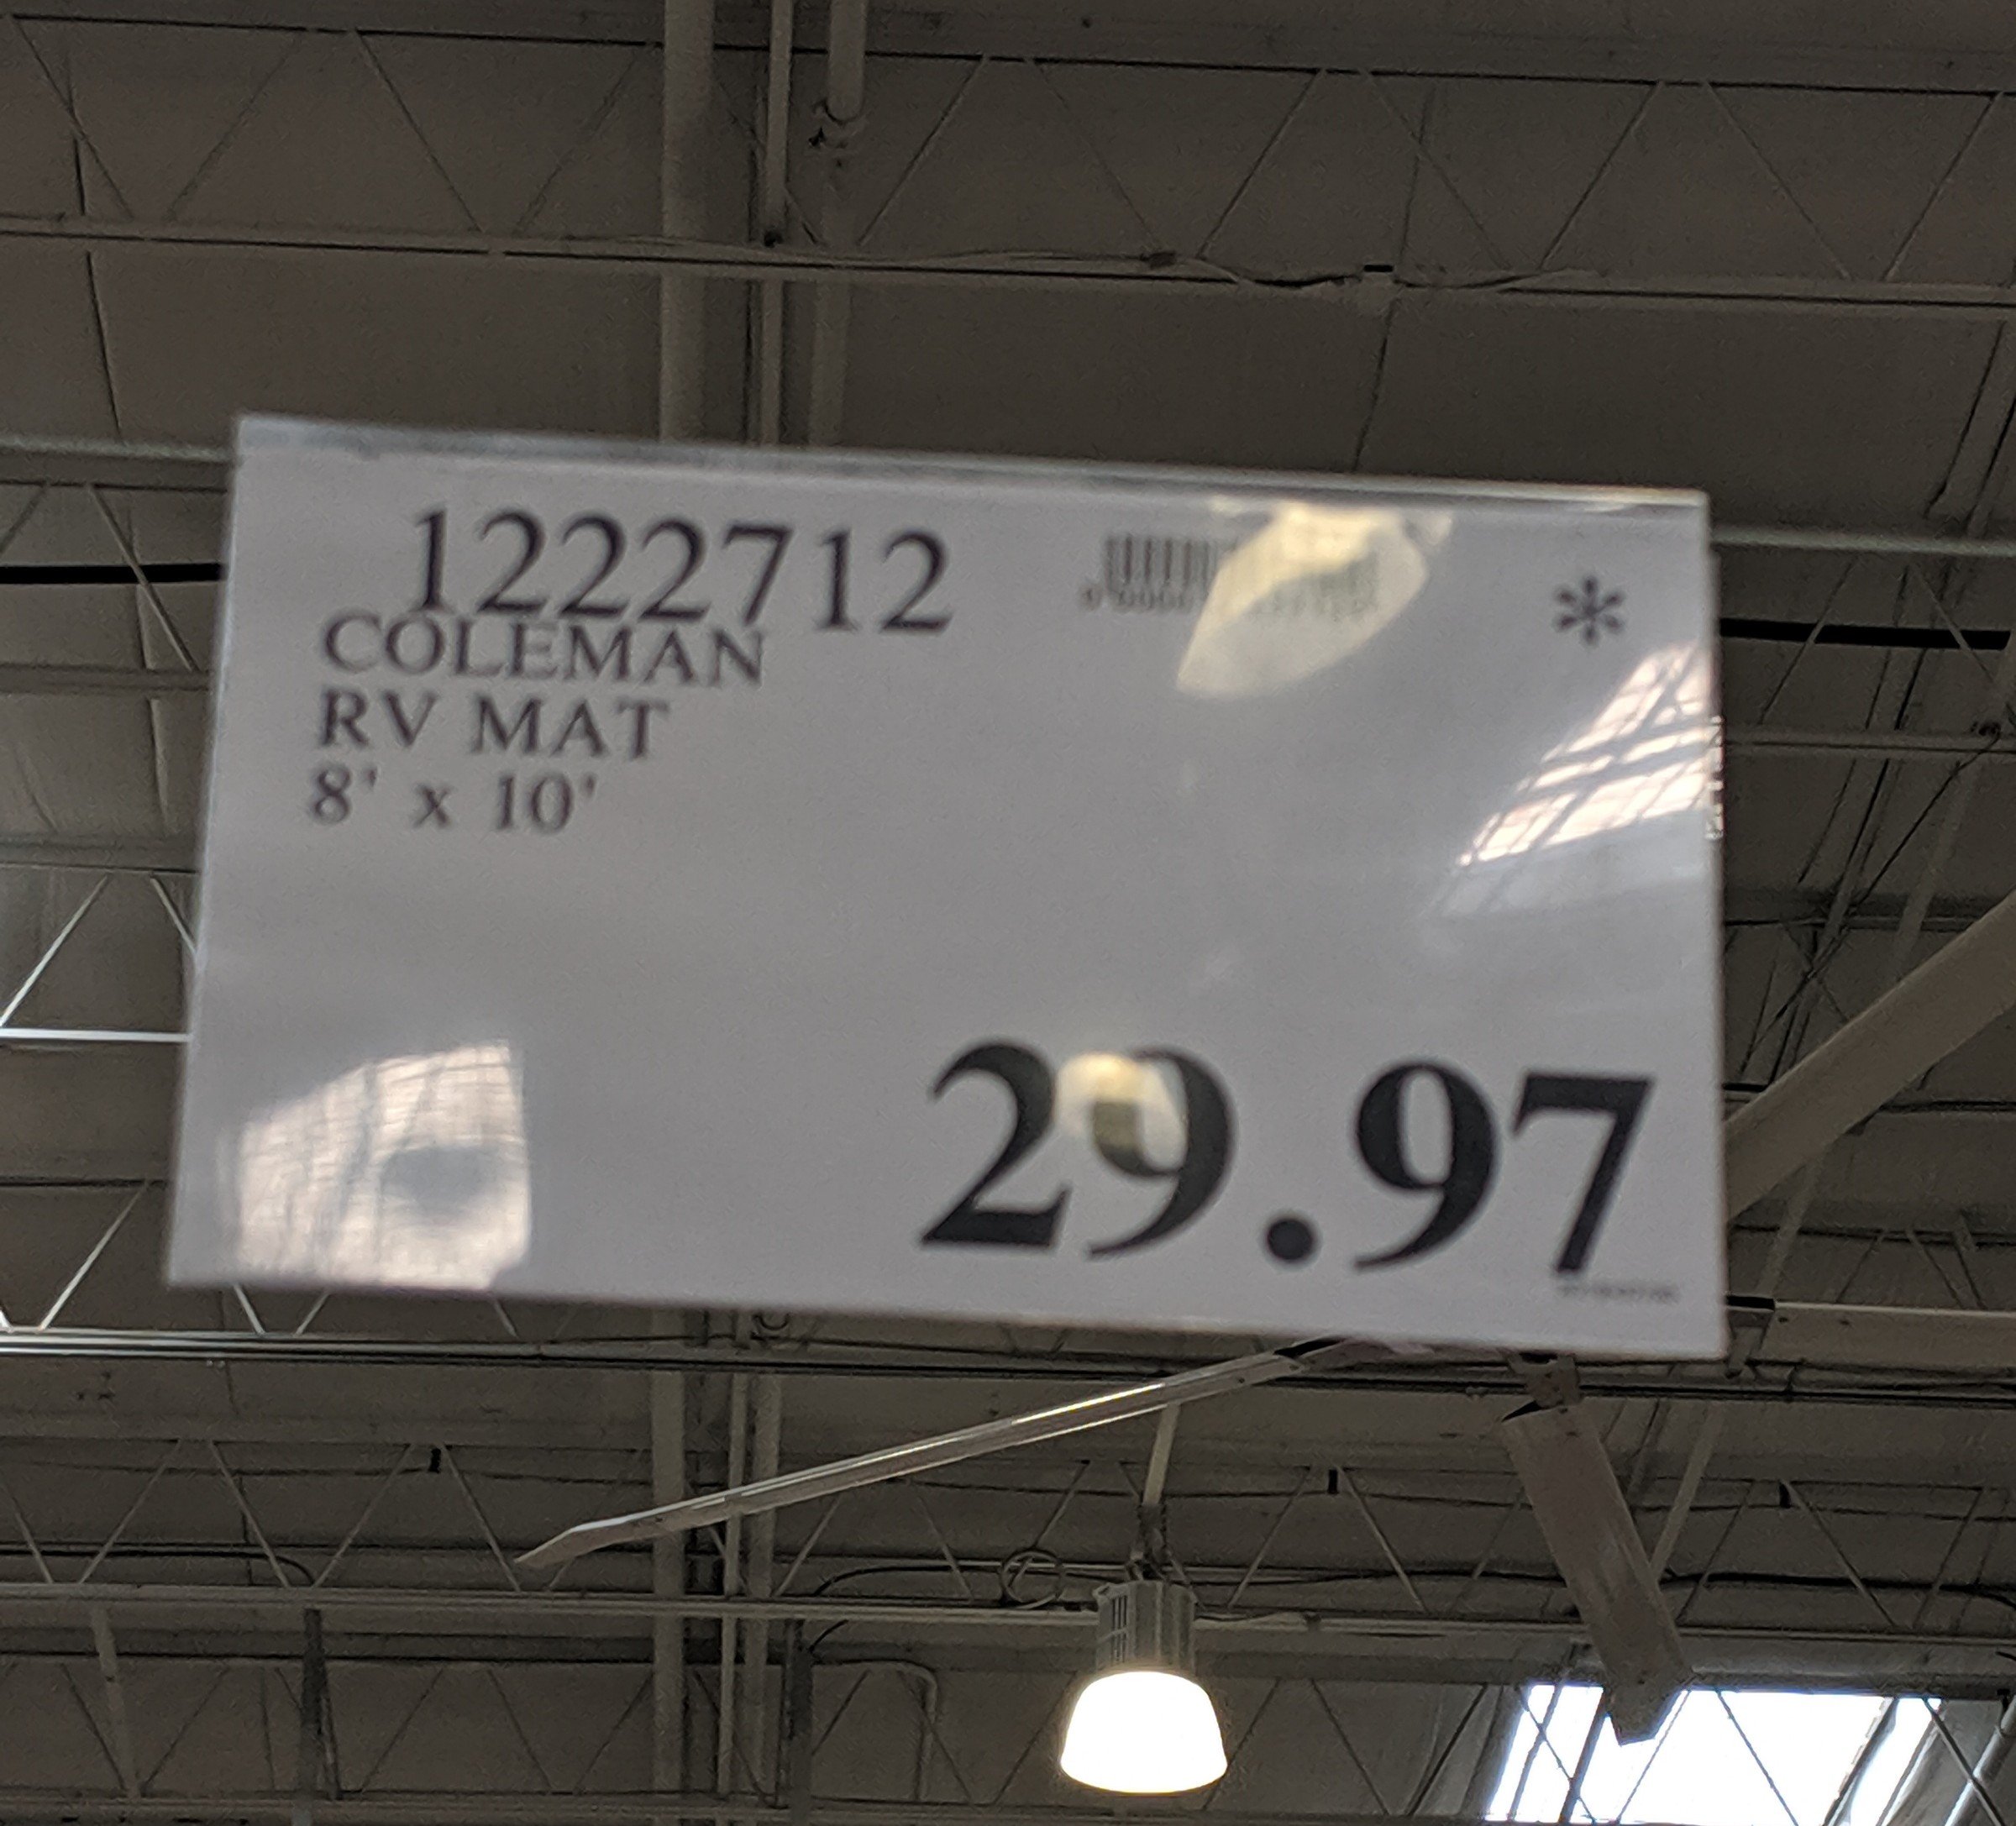 1222712
*
COLEMAN
RV MAT
8' x 10'
29.97